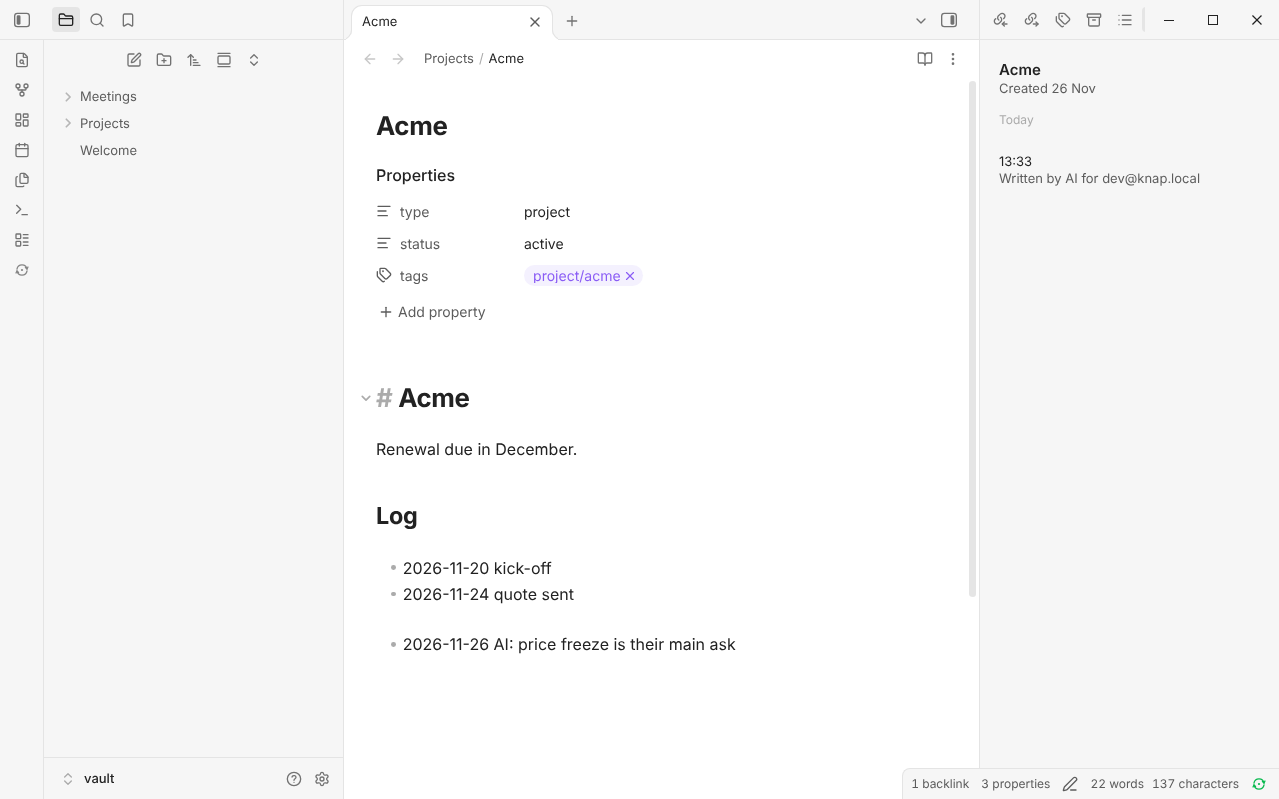 Acme
Projects / Acme
Meetings
Projects
Welcome
vault
Acme
Properties
type project
status active
tags project/acme
Add property
# Acme
Renewal due in December.
Log
2026-11-20 kick-off
2026-11-24 quote sent
2026-11-26 AI: price freeze is their main ask
Acme
Created 26 Nov
Today
13:33
Written by AI for dev@knap.local
1 backlink 3 properties 22 words 137 characters